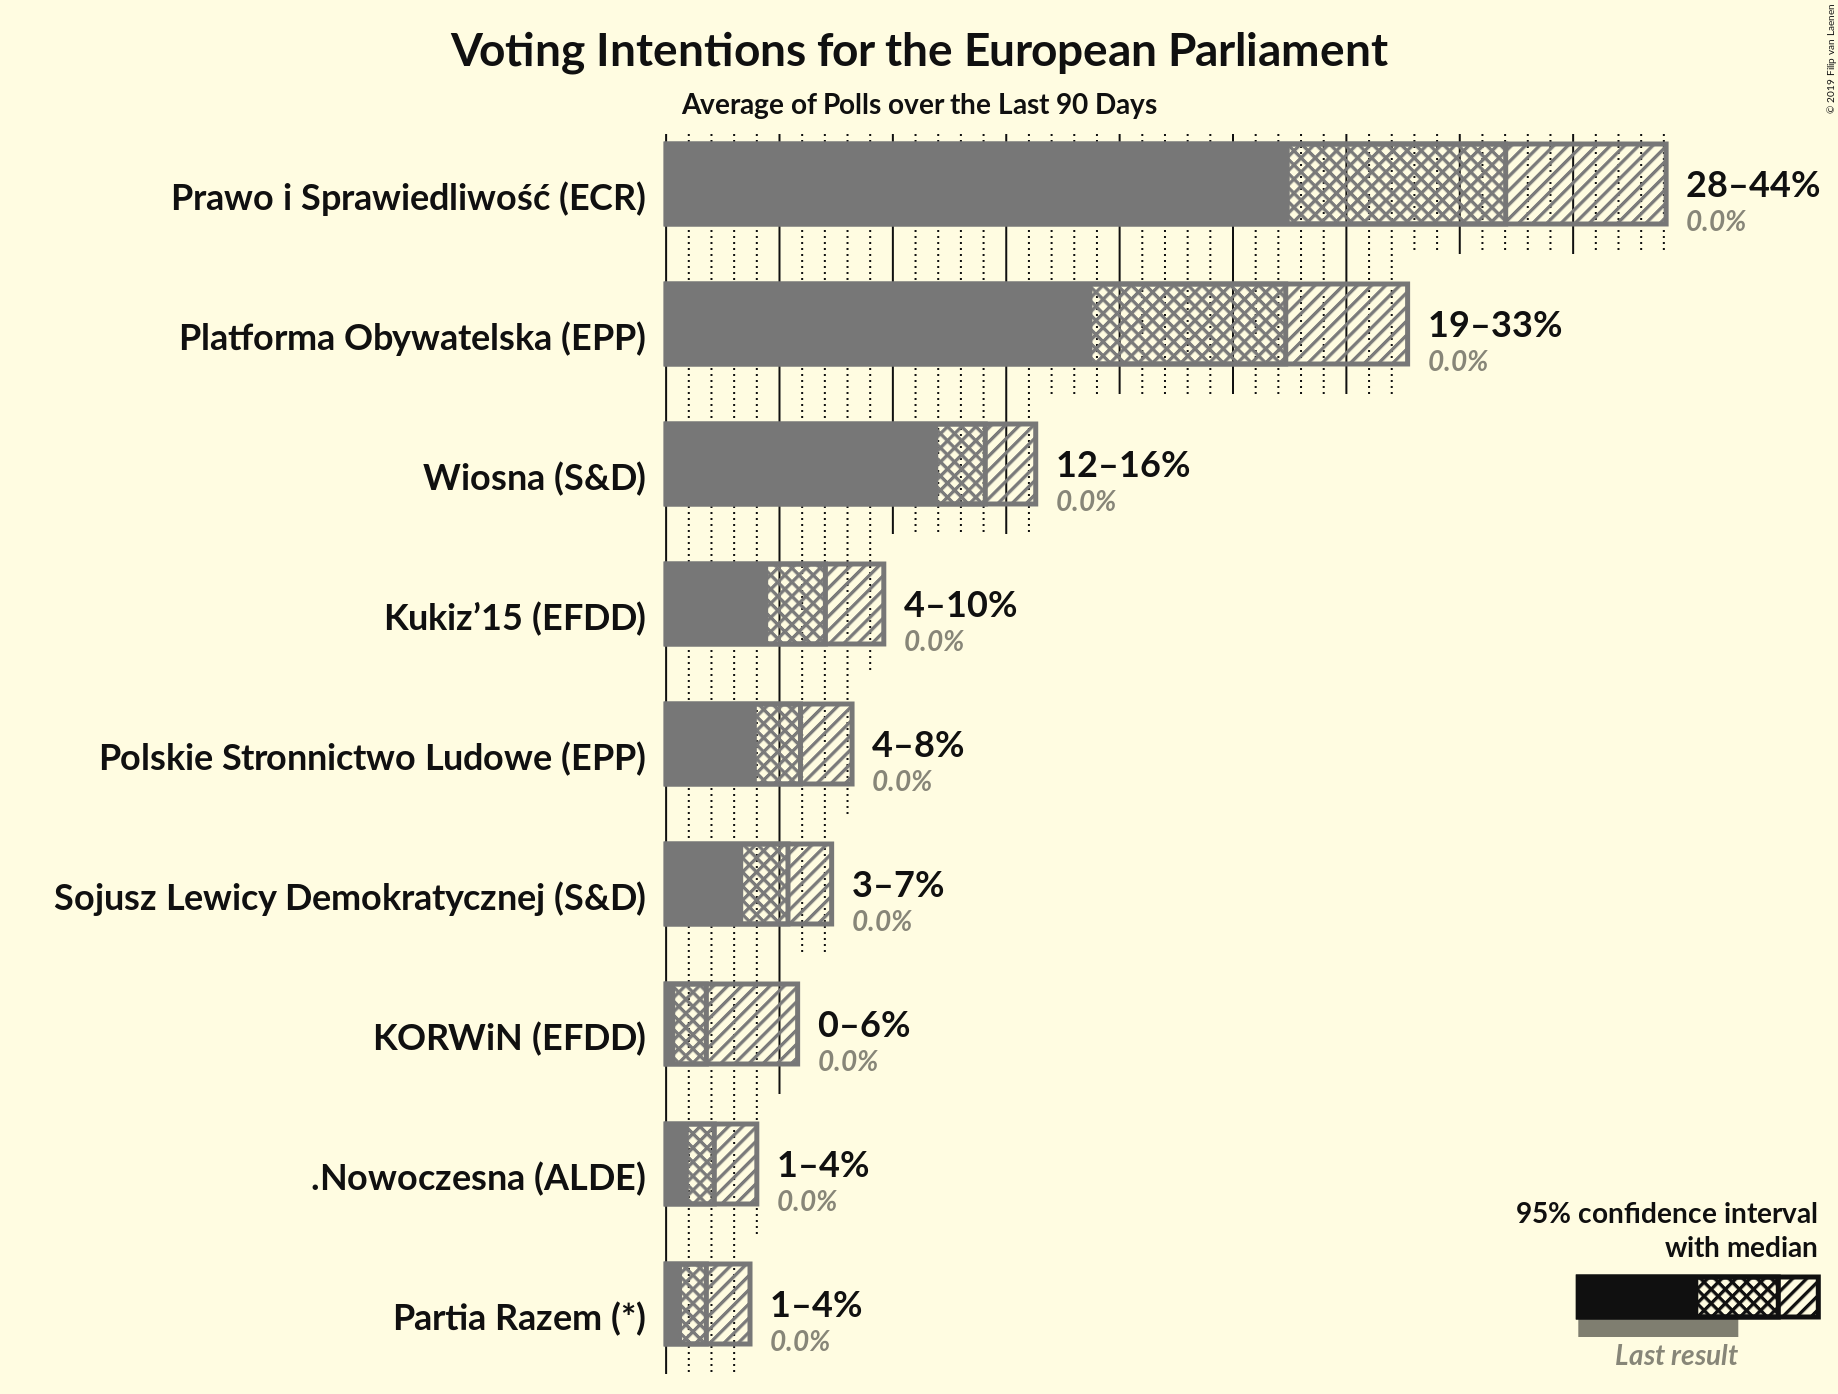 Voting Intentions for the European Parliament
Average of Polls over the Last 90 Days
© 2019 Filip van Laenen
Prawo i Sprawiedliwość (ECR)
28–44%
0.0%
Platforma Obywatelska (EPP)
19–33%
0.0%
Wiosna (S&D)
12–16%
0.0%
Kukiz’15 (EFDD)
4–10%
0.0%
Polskie Stronnictwo Ludowe (EPP)
4–8%
0.0%
Sojusz Lewicy Demokratycznej (S&D)
3–7%
0.0%
KORWiN (EFDD)
0–6%
0.0%
.Nowoczesna (ALDE)
1–4%
0.0%
Partia Razem (*)
1–4%
0.0%
95% confidence interval
with median
Last result